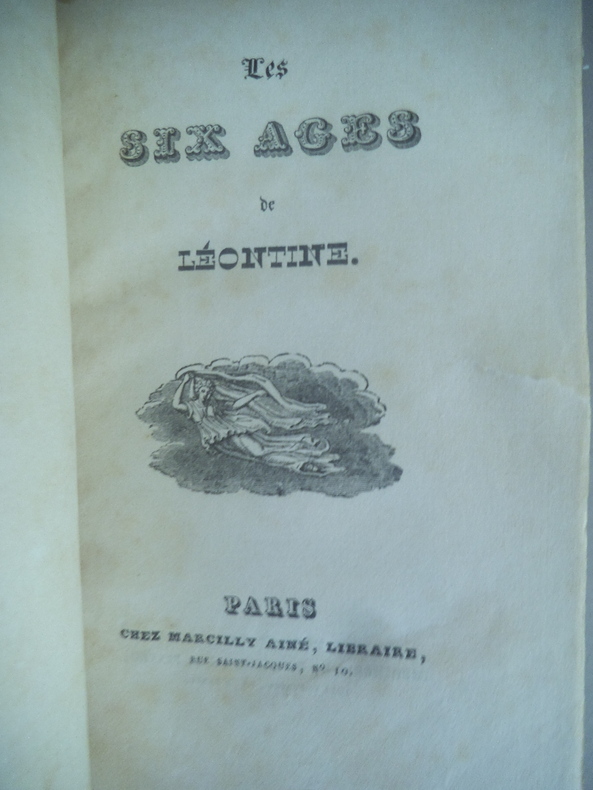 Les
SIX AGES
de
LÉONTINE.
PARIS
CHEZ MARCILLY AINÉ, LIBRAIRE,
RUE SAINT-JACQUES, No 10.